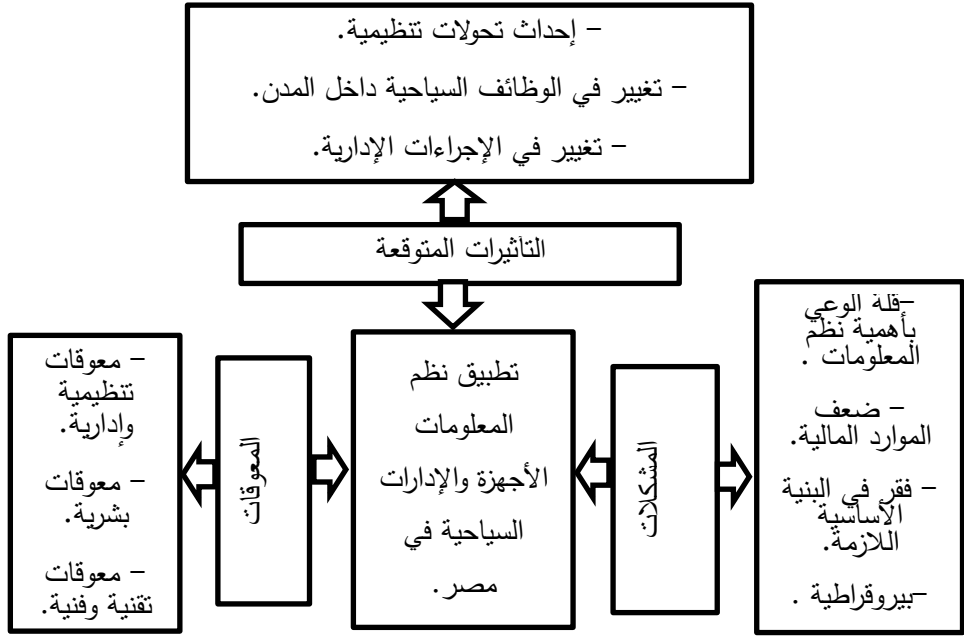 – إحداث تحولات تنظيمية.
– تغيير في الوظائف السياحية داخل المدن.
– تغيير في الإجراءات الإدارية.
التأثيرات المتوقعة
–قلة الوعي
بأهمية نظم
المعلومات .
– ضعف
الموارد المالية.
– فقر في البنية
الأساسية
اللازمة.
–بيروقراطية .
المشكلات
تطبيق نظم
المعلومات
الأجهزة والإدارات
السياحية في
مصر.
المعوقات
– معوقات
تنظيمية
وإدارية.
– معوقات
بشرية.
– معوقات
تقنية وفنية.